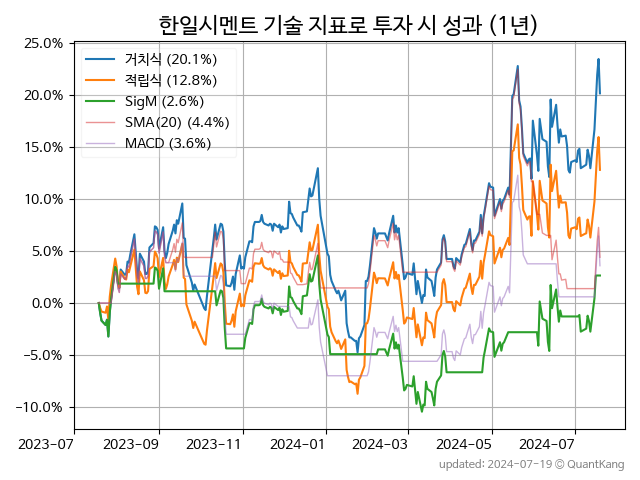 한일시멘트 기술 지표로 투자 시 성과 (1년)
25.0%
20.0%
15.0%
10.0%
5.0%
0.0%
−5.0%
−10.0%
거치식 (20.1%)
적립식 (12.8%)
SigM (2.6%)
SMA(20) (4.4%)
MACD (3.6%)
2023-07 2023-09 2023-11 2024-01 2024-03 2024-05 2024-07
updated: 2024-07-19 © QuantKang